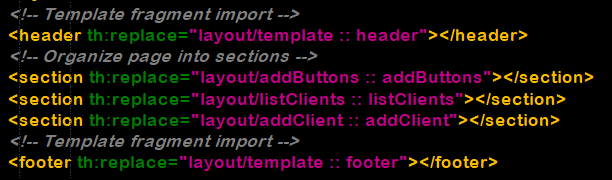 <!-- Template fragment import -->
<header th:replace="layout/template :: header"></header>
<!-- Organize page into sections -->
<section th:replace="layout/addButtons :: addButtons"></section>
<section th:replace="layout/listClients :: listClients"></section>
<section th:replace="layout/addClient :: addClient"></section>
<!-- Template fragment import -->
<footer th:replace="layout/template :: footer"></footer>